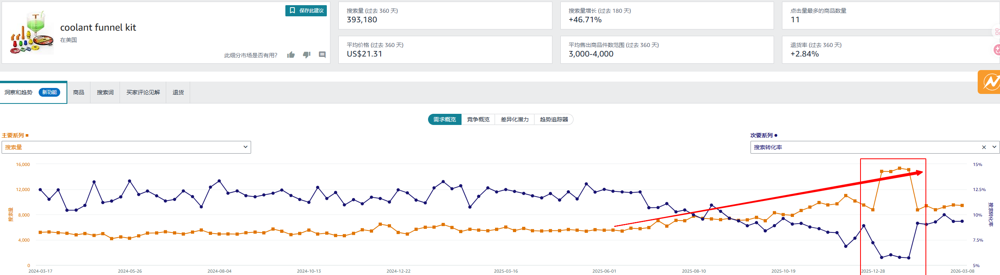 保存此建议
coolant funnel kit
在美国
此细分市场是否有用?
搜索量 (过去 360 天)
393,180
搜索量增长 (过去 180 天)
+46.71%
点击量最多的商品数量
11
平均价格 (过去 360 天)
US$21.31
平均售出商品件数范围 (过去 360 天)
3,000-4,000
退货率 (过去 360 天)
+2.84%
洞察和趋势 新功能 商品 搜索词 买家评论见解 退货
需求概览 竞争概览 差异化潜力 趋势追踪器
主要系列
搜索量
次要系列
搜索转化率
16,000
12,000
8,000
4,000
0
搜索量
15%
12.5%
10%
7.5%
5%
搜索转化率
2024-03-17 2024-05-26 2024-08-04 2024-10-13 2024-12-22 2025-03-16 2025-06-01 2025-08-10 2025-10-19 2025-12-28 2026-03-08